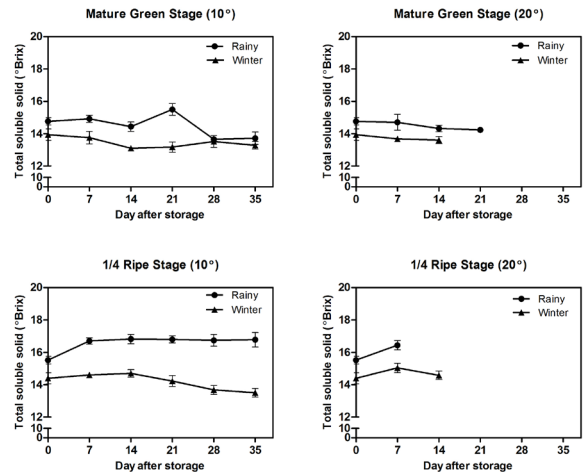 Mature Green Stage (10°)
Total soluble solid (°Brix)
20
18
16
14
12
10
0
0 7 14 21 28 35
Day after storage
Rainy
Winter
Mature Green Stage (20°)
Total soluble solid (°Brix)
20
18
16
14
12
10
0
0 7 14 21 28 35
Day after storage
Rainy
Winter
1/4 Ripe Stage (10°)
Total soluble solid (°Brix)
20
18
16
14
12
10
0
0 7 14 21 28 35
Day after storage
Rainy
Winter
1/4 Ripe Stage (20°)
Total soluble solid (°Brix)
20
18
16
14
12
10
0
0 7 14 21 28 35
Day after storage
Rainy
Winter